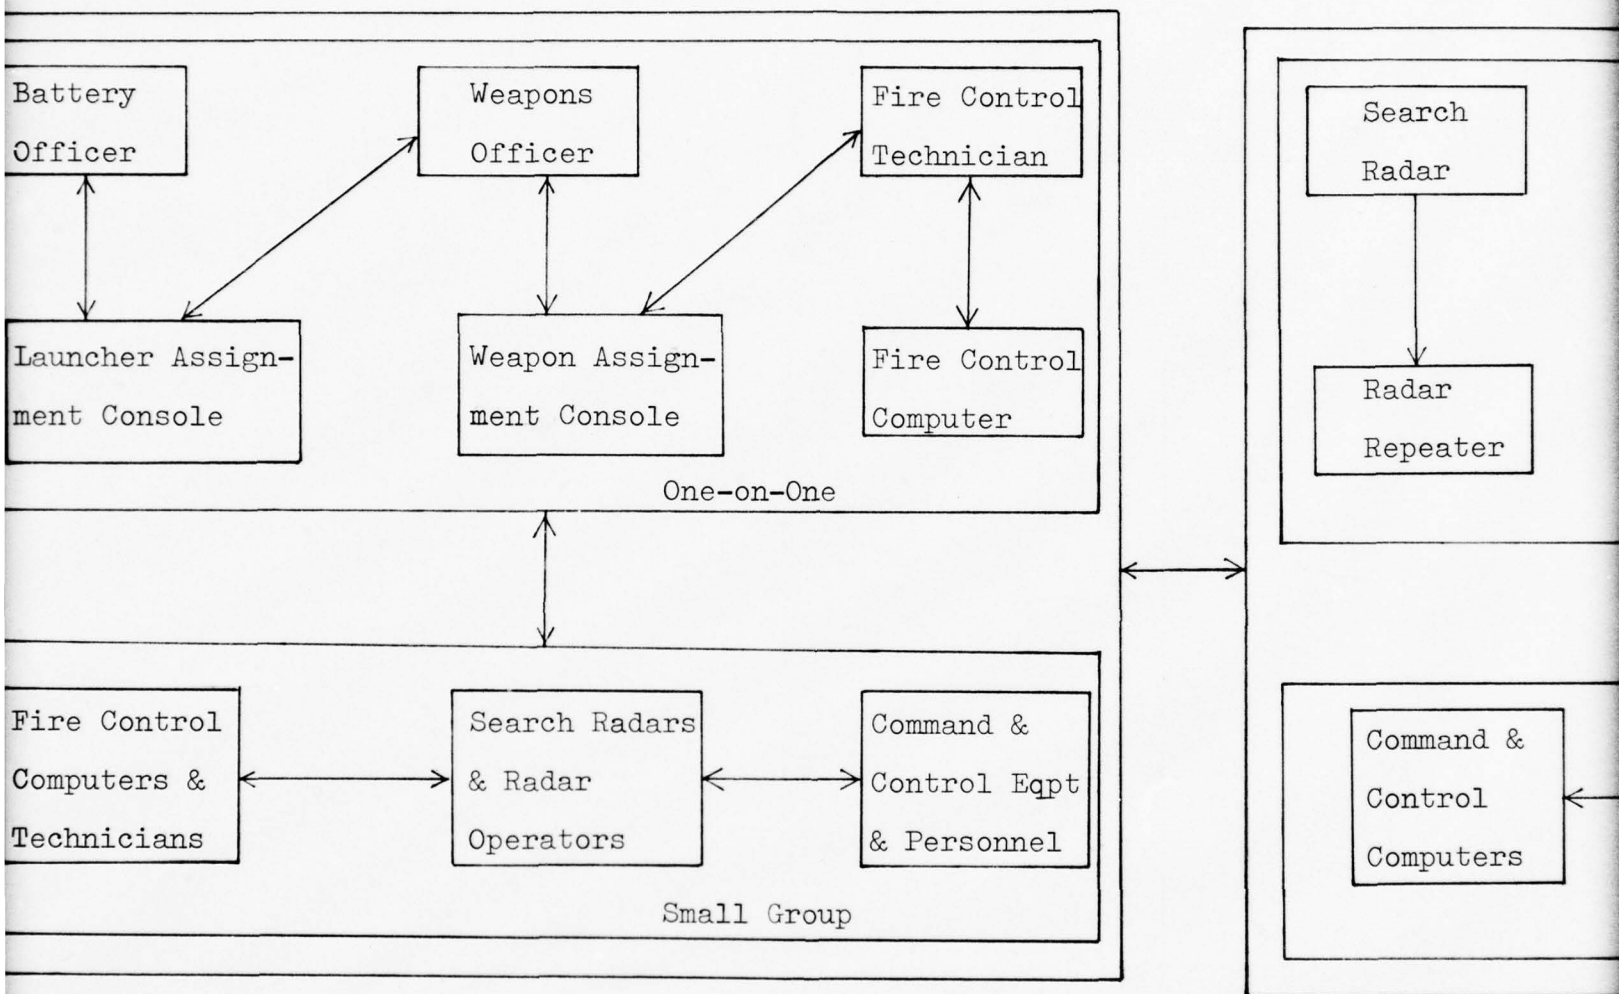 Battery
Officer
Weapons
Officer
Fire Control
Technician
Launcher Assign-
ment Console
Weapon Assign-
ment Console
Fire Control
Computer
One-on-One
Fire Control
Computers &
Technicians
Search Radars
& Radar
Operators
Command &
Control Eqpt
& Personnel
Small Group
Search
Radar
Radar
Repeater
Command &
Control
Computers